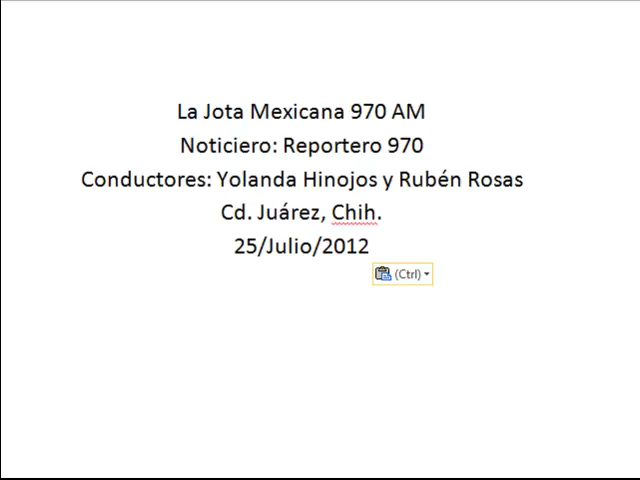 La Jota Mexicana 970 AM
Noticiero: Reportero 970
Conductores: Yolanda Hinojos y Rubén Rosas
Cd. Juárez, Chih.
25/Julio/2012
(Ctrl)